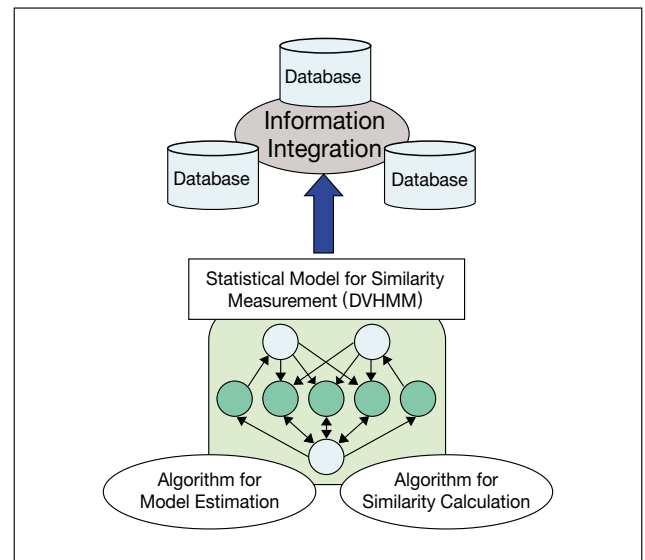 Database
Information
Integration
Database
Database
Statistical Model for Similarity
Measurement (DVHMM)
Algorithm for
Model Estimation
Algorithm for
Similarity Calculation